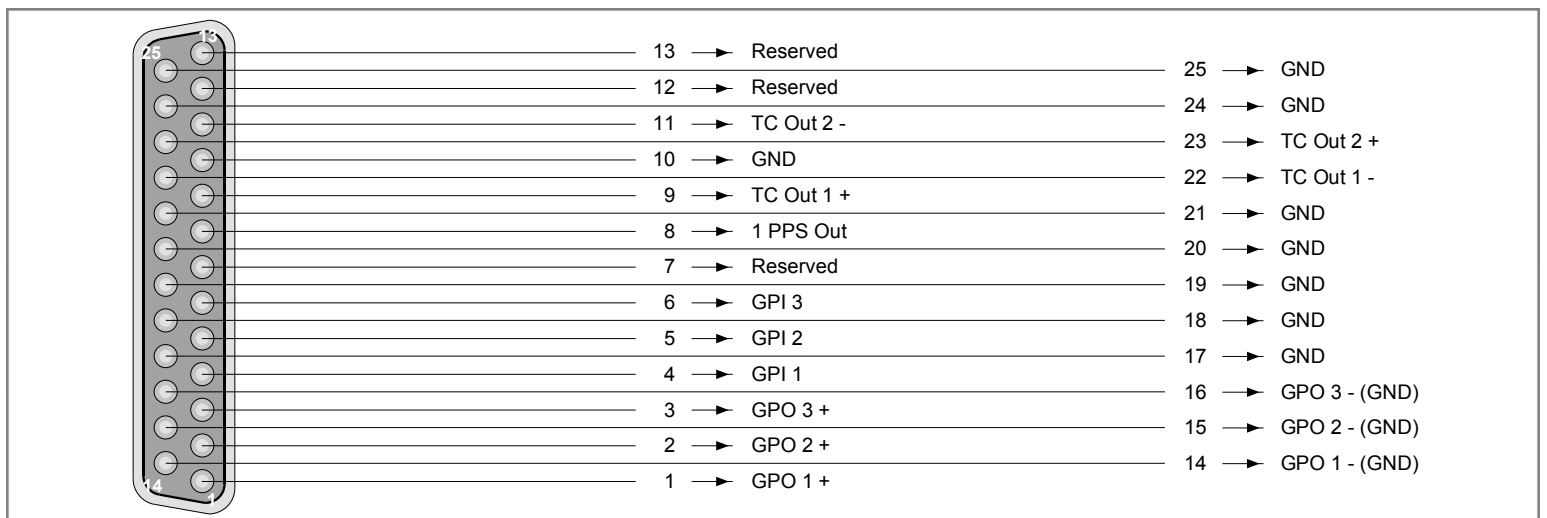 13
25
14
1
13 Reserved
12 Reserved
11 TC Out 2 -
10 GND
9 TC Out 1 +
8 1 PPS Out
7 Reserved
6 GPI 3
5 GPI 2
4 GPI 1
3 GPO 3 +
2 GPO 2 +
1 GPO 1 +
25 GND
24 GND
23 TC Out 2 +
22 TC Out 1 -
21 GND
20 GND
19 GND
18 GND
17 GND
16 GPO 3 - (GND)
15 GPO 2 - (GND)
14 GPO 1 - (GND)